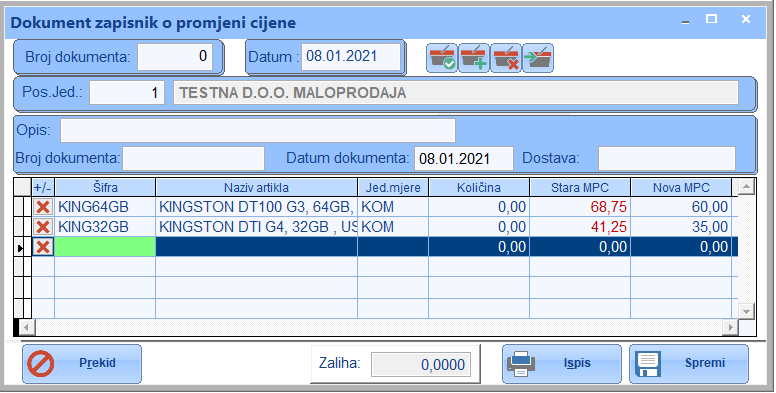 Dokument zapisnik o promjeni cijene
Broj dokumenta: 0 Datum : 08.01.2021
Pos.Jed.: 1 TESTNA D.O.O. MALOPRODAJA
Opis:
Broj dokumenta: Datum dokumenta: 08.01.2021 Dostava:
+/- Šifra Naziv artikla Jed.mjere Količina Stara MPC Nova MPC
KING64GB KINGSTON DT100 G3, 64GB, KOM 0,00 68,75 60,00
KING32GB KINGSTON DTI G4, 32GB , US KOM 0,00 41,25 35,00
0,00 0,00 0,00
Prekid Zaliha: 0,0000 Ispis Spremi